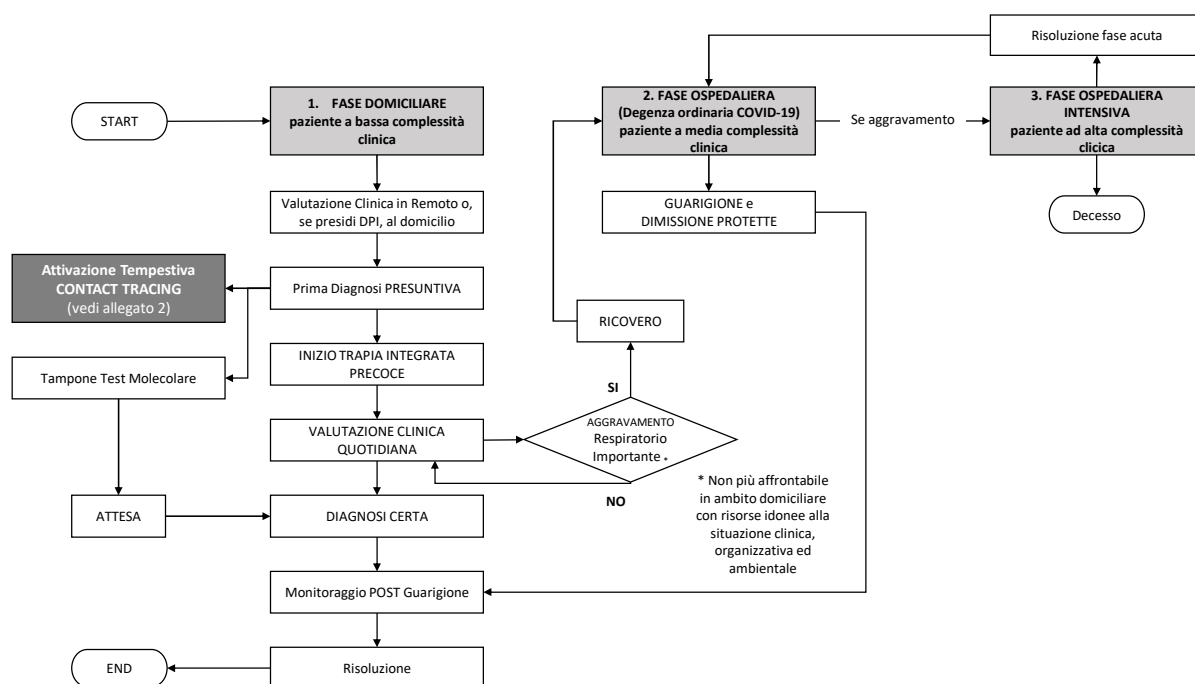 START
1. FASE DOMICILIARE
paziente a bassa complessità
clinica
Valutazione Clinica in Remoto o,
se presidi DPI, al domicilio
Prima Diagnosi PRESUNTIVA
Attivazione Tempestiva
CONTACT TRACING
(vedi allegato 2)
Tampone Test Molecolare
INIZIO TRAPIA INTEGRATA
PRECOCE
VALUTAZIONE CLINICA
QUOTIDIANA
ATTESA
DIAGNOSI CERTA
Monitoraggio POST Guarigione
Risoluzione
END
AGGRAVAMENTO
Respiratorio
Importante *
SI
NO
RICOVERO
* Non più affrontabile
in ambito domiciliare
con risorse idonee alla
situazione clinica,
organizzativa ed
ambientale
2. FASE OSPEDALIERA
(Degenza ordinaria COVID-19)
paziente a media complessità
clinica
GUARIGIONE e
DIMISSIONE PROTETTE
Se aggravamento
Risoluzione fase acuta
3. FASE OSPEDALIERA
INTENSIVA
paziente ad alta complessità
clicica
Decesso